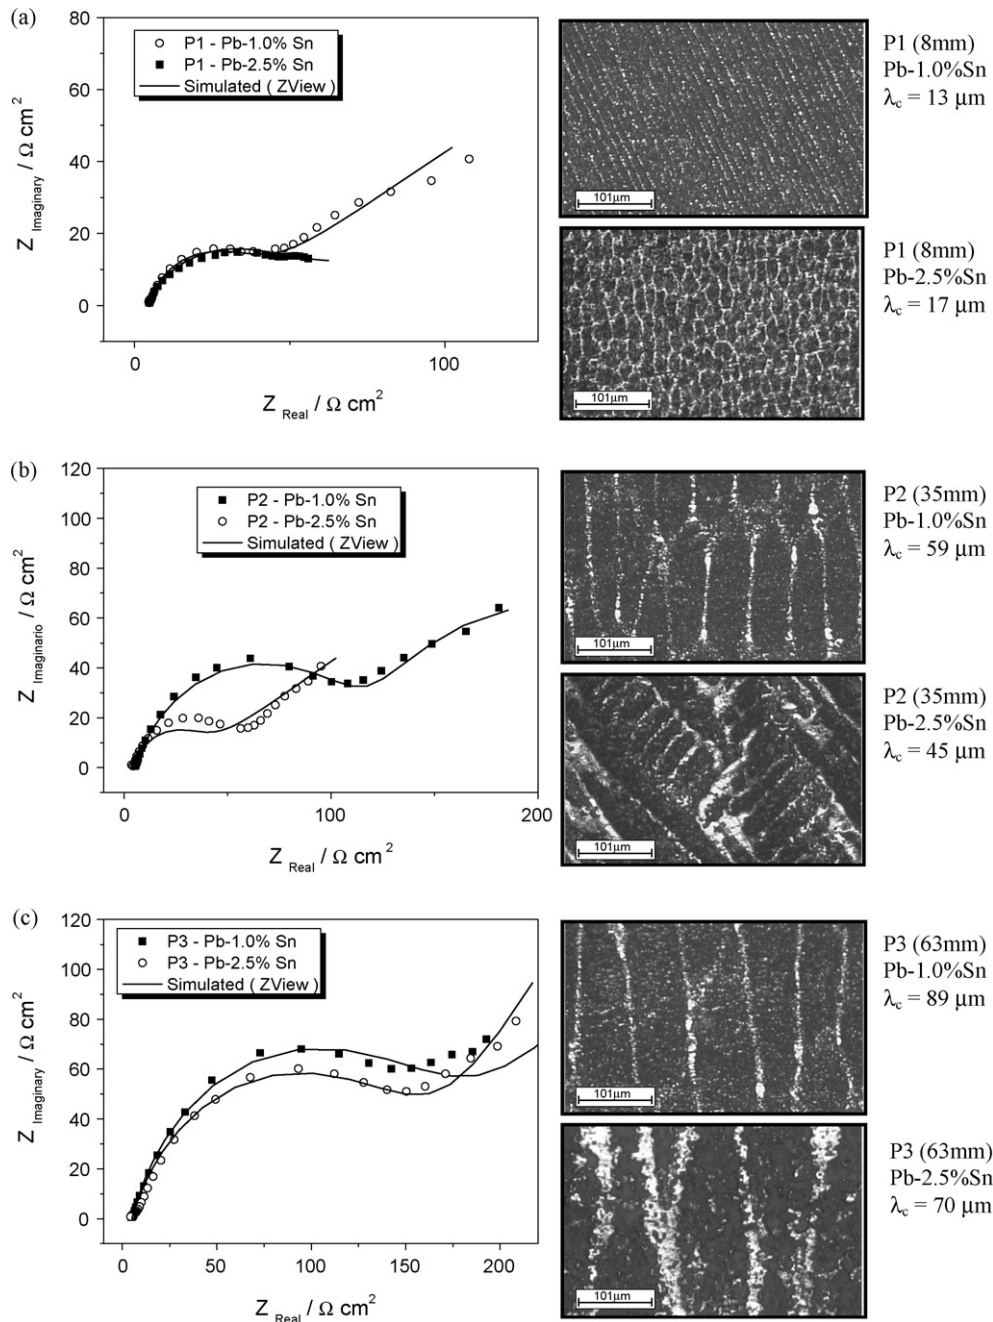 (a)
80
60
40
20
0
Z Imaginary / Ω cm²
P1 - Pb-1.0% Sn
P1 - Pb-2.5% Sn
Simulated ( ZView )
0
100
Z Real / Ω cm²
101µm
P1 (8mm)
Pb-1.0%Sn
λc = 13 µm
101µm
P1 (8mm)
Pb-2.5%Sn
λc = 17 µm
(b)
120
100
80
60
40
20
0
Z Imaginario / Ω cm²
P2 - Pb-1.0% Sn
P2 - Pb-2.5% Sn
Simulated ( ZView )
0
100
200
Z Real / Ω cm²
101µm
P2 (35mm)
Pb-1.0%Sn
λc = 59 µm
101µm
P2 (35mm)
Pb-2.5%Sn
λc = 45 µm
(c)
120
100
80
60
40
20
0
Z Imaginary / Ω cm²
P3 - Pb-1.0% Sn
P3 - Pb-2.5% Sn
Simulated ( ZView )
0
50
100
150
200
Z Real / Ω cm²
101µm
P3 (63mm)
Pb-1.0%Sn
λc = 89 µm
101µm
P3 (63mm)
Pb-2.5%Sn
λc = 70 µm